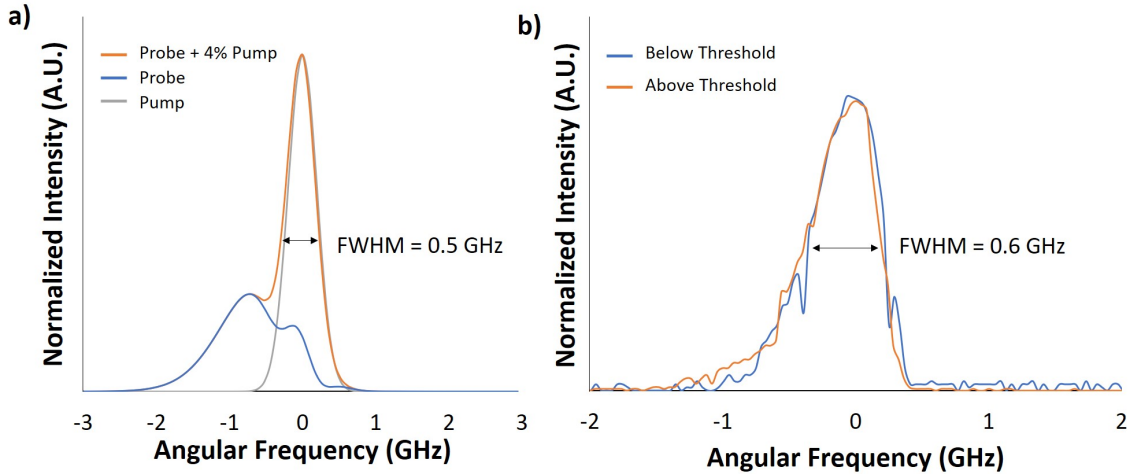 a)
Normalized Intensity (A.U.)
Probe + 4% Pump
Probe
Pump
FWHM = 0.5 GHz
-3 -2 -1 0 1 2 3
Angular Frequency (GHz)
b)
Normalized Intensity (A.U.)
Below Threshold
Above Threshold
FWHM = 0.6 GHz
-2 -1 0 1 2
Angular Frequency (GHz)